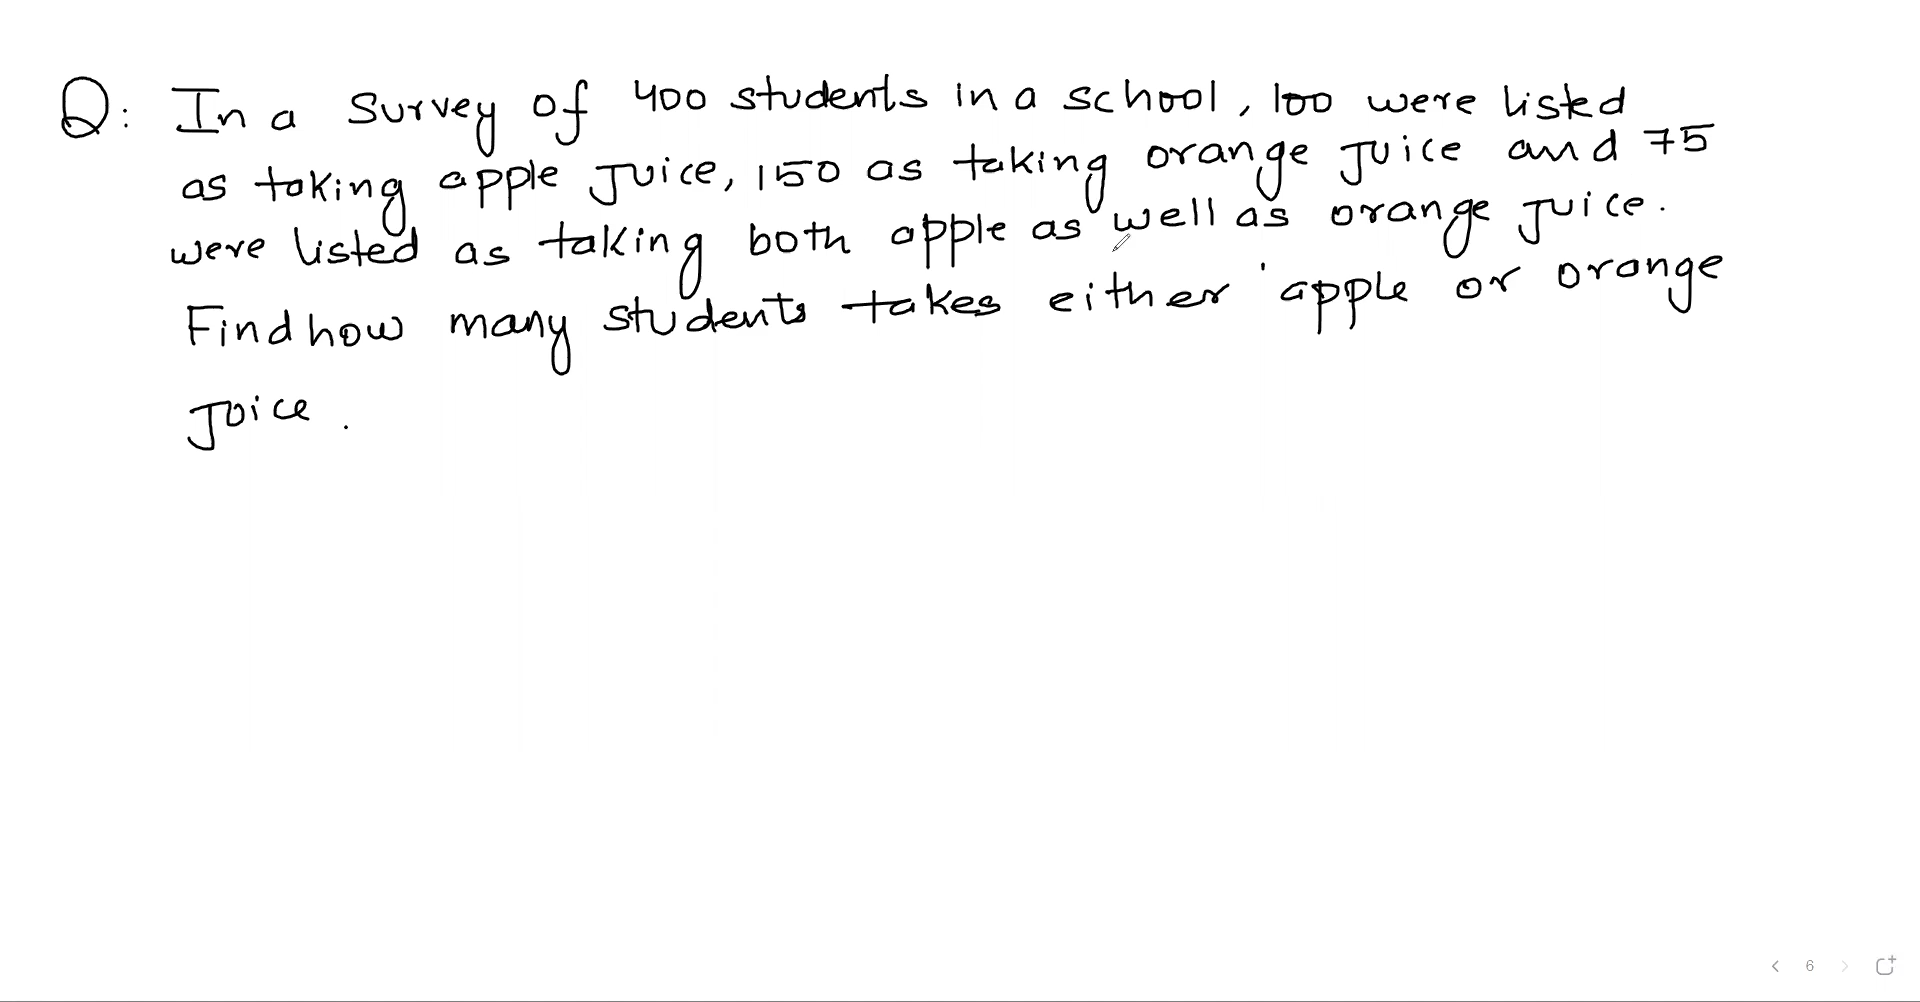 Q: In a survey of 400 students in a school, 100 were listed
as taking apple Juice, 150 as taking orange Juice and 75
were listed as taking both apple as well as orange Juice.
Find how many students takes either apple or orange
Juice.
6